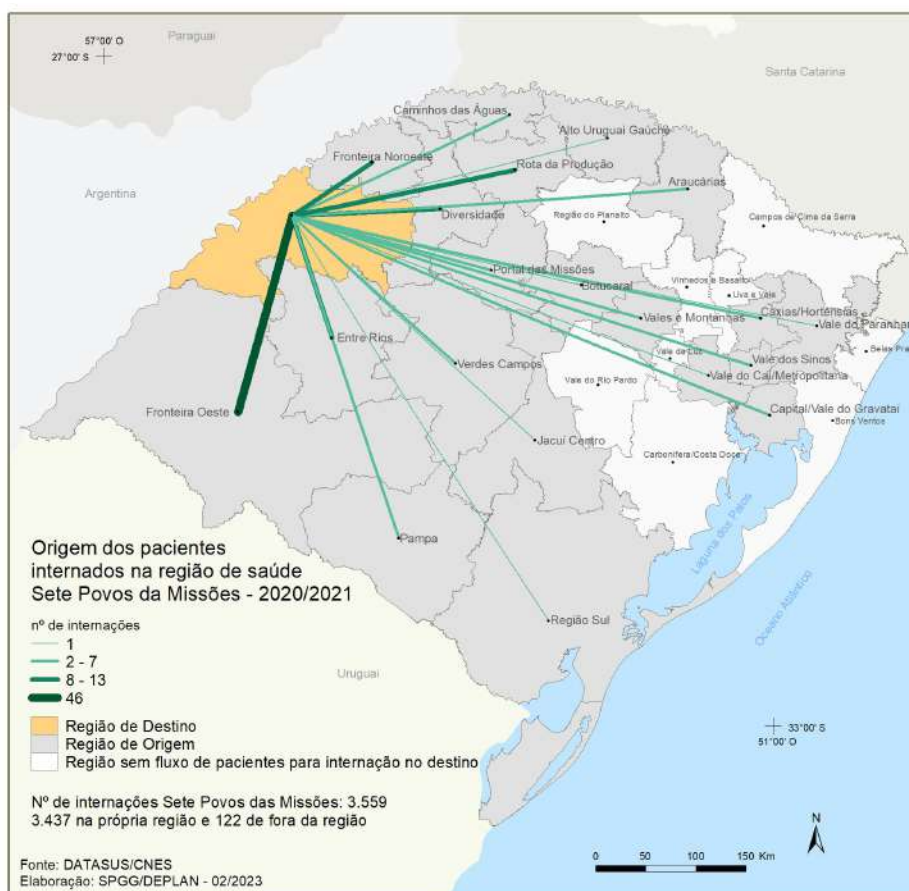 57°00' O
Paraguai
27°00' S
Santa Catarina
Caminhos das Águas
Alto Uruguai Gaúcho
Fronteira Noroeste
Rota da Produção
Argentina
Araucárias
Diversidade
Região do Planalto
Campos de Cima da Serra
Portal das Missões
Botucaraí
Vinhedos e Basalto
Uva e Vale
Vales e Montanhas
Caxias/Hortênsias
Vale do Paranhana
Entre Rios
Vale da Luz
Belas Pra
Verdes Campos
Vale dos Sinos
Vale do Caí/Metropolitana
Vale do Rio Pardo
Fronteira Oeste
Capital/Vale do Gravataí
Bons Ventos
Jacuí Centro
Carbonífera/Costa Doce
Laguna dos Patos
Pampa
Oceano Atlântico
Região Sul
Uruguai
33°00' S
51°00' O
Origem dos pacientes
internados na região de saúde
Sete Povos da Missões - 2020/2021
nº de internações
1
2 - 7
8 - 13
46
Região de Destino
Região de Origem
Região sem fluxo de pacientes para internação no destino
Nº de internações Sete Povos das Missões: 3.559
3.437 na própria região e 122 de fora da região
N
0 50 100 150 Km
Fonte: DATASUS/CNES
Elaboração: SPGG/DEPLAN - 02/2023